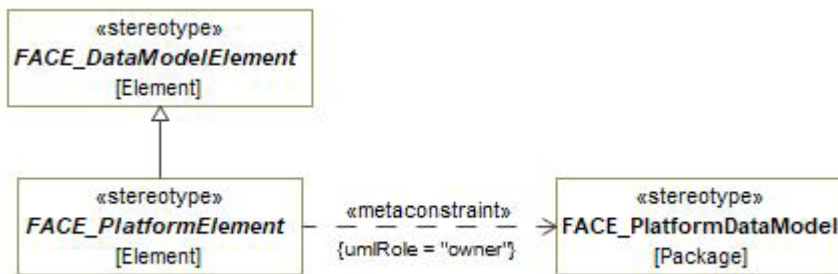 «stereotype»
FACE_DataModelElement
[Element]
«stereotype»
FACE_PlatformElement
[Element]
«metaconstraint»
{umlRole = "owner"}
«stereotype»
FACE_PlatformDataModel
[Package]